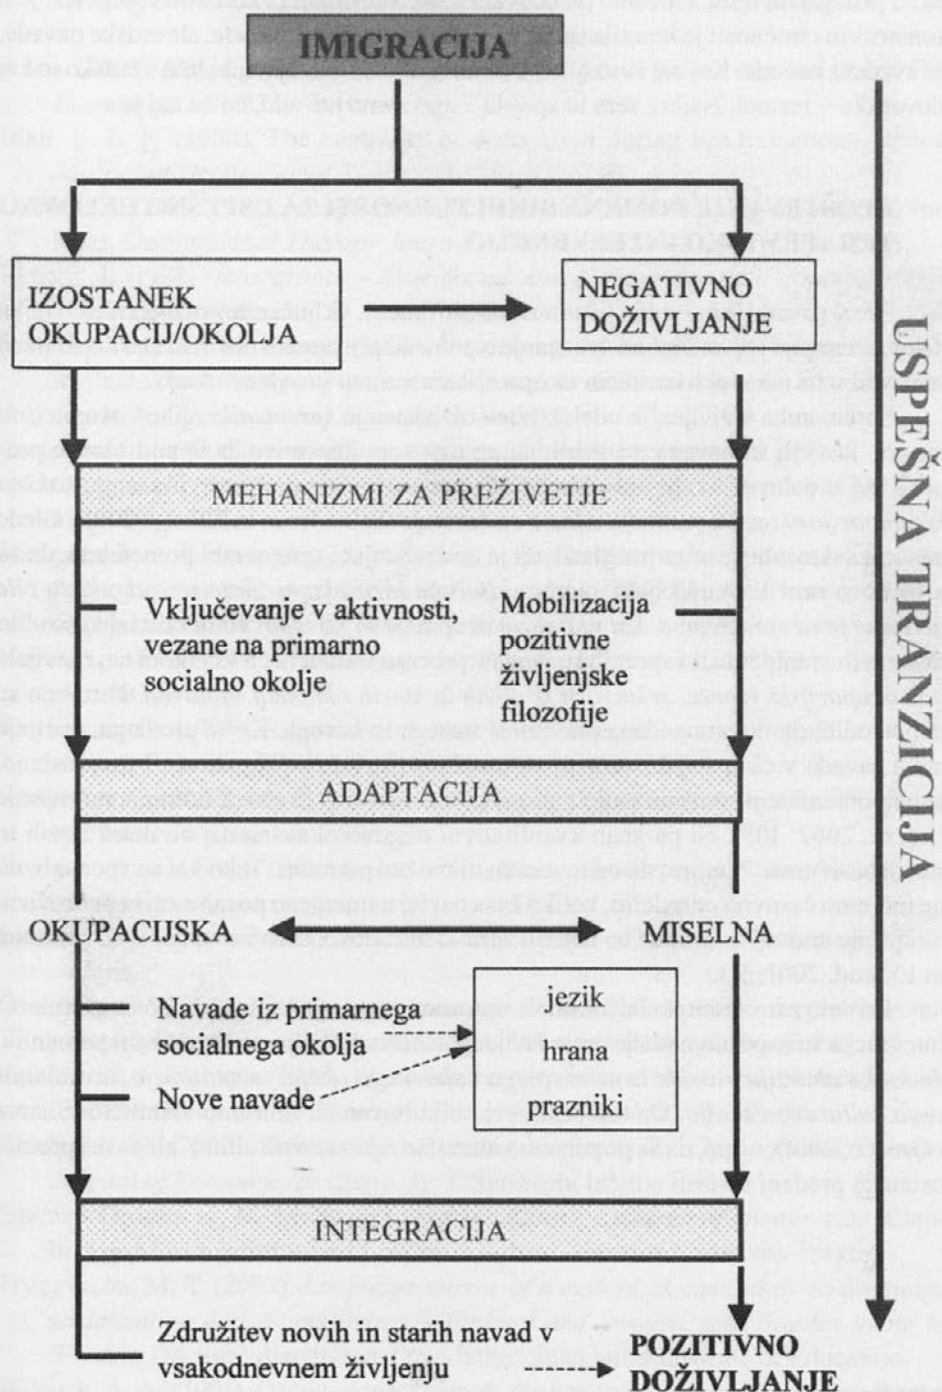 IMIGRACIJA
IZOSTANEK
OKUPACIJ/OKOLJA
NEGATIVNO
DOŽIVLJANJE
MEHANIZMI ZA PREŽIVETJE
Vključevanje v aktivnosti,
vezane na primarno
socialno okolje
Mobilizacija
pozitivne
življenjske
filozofije
ADAPTACIJA
OKUPACIJSKA
MISELNA
Navade iz primarnega
socialnega okolja
Nove navade
jezik
hrana
prazniki
INTEGRACIJA
Združitev novih in starih navad v
vsakodnevnem življenju
POZITIVNO
DOŽIVLJANJE
USPEŠNA TRANZICIJA